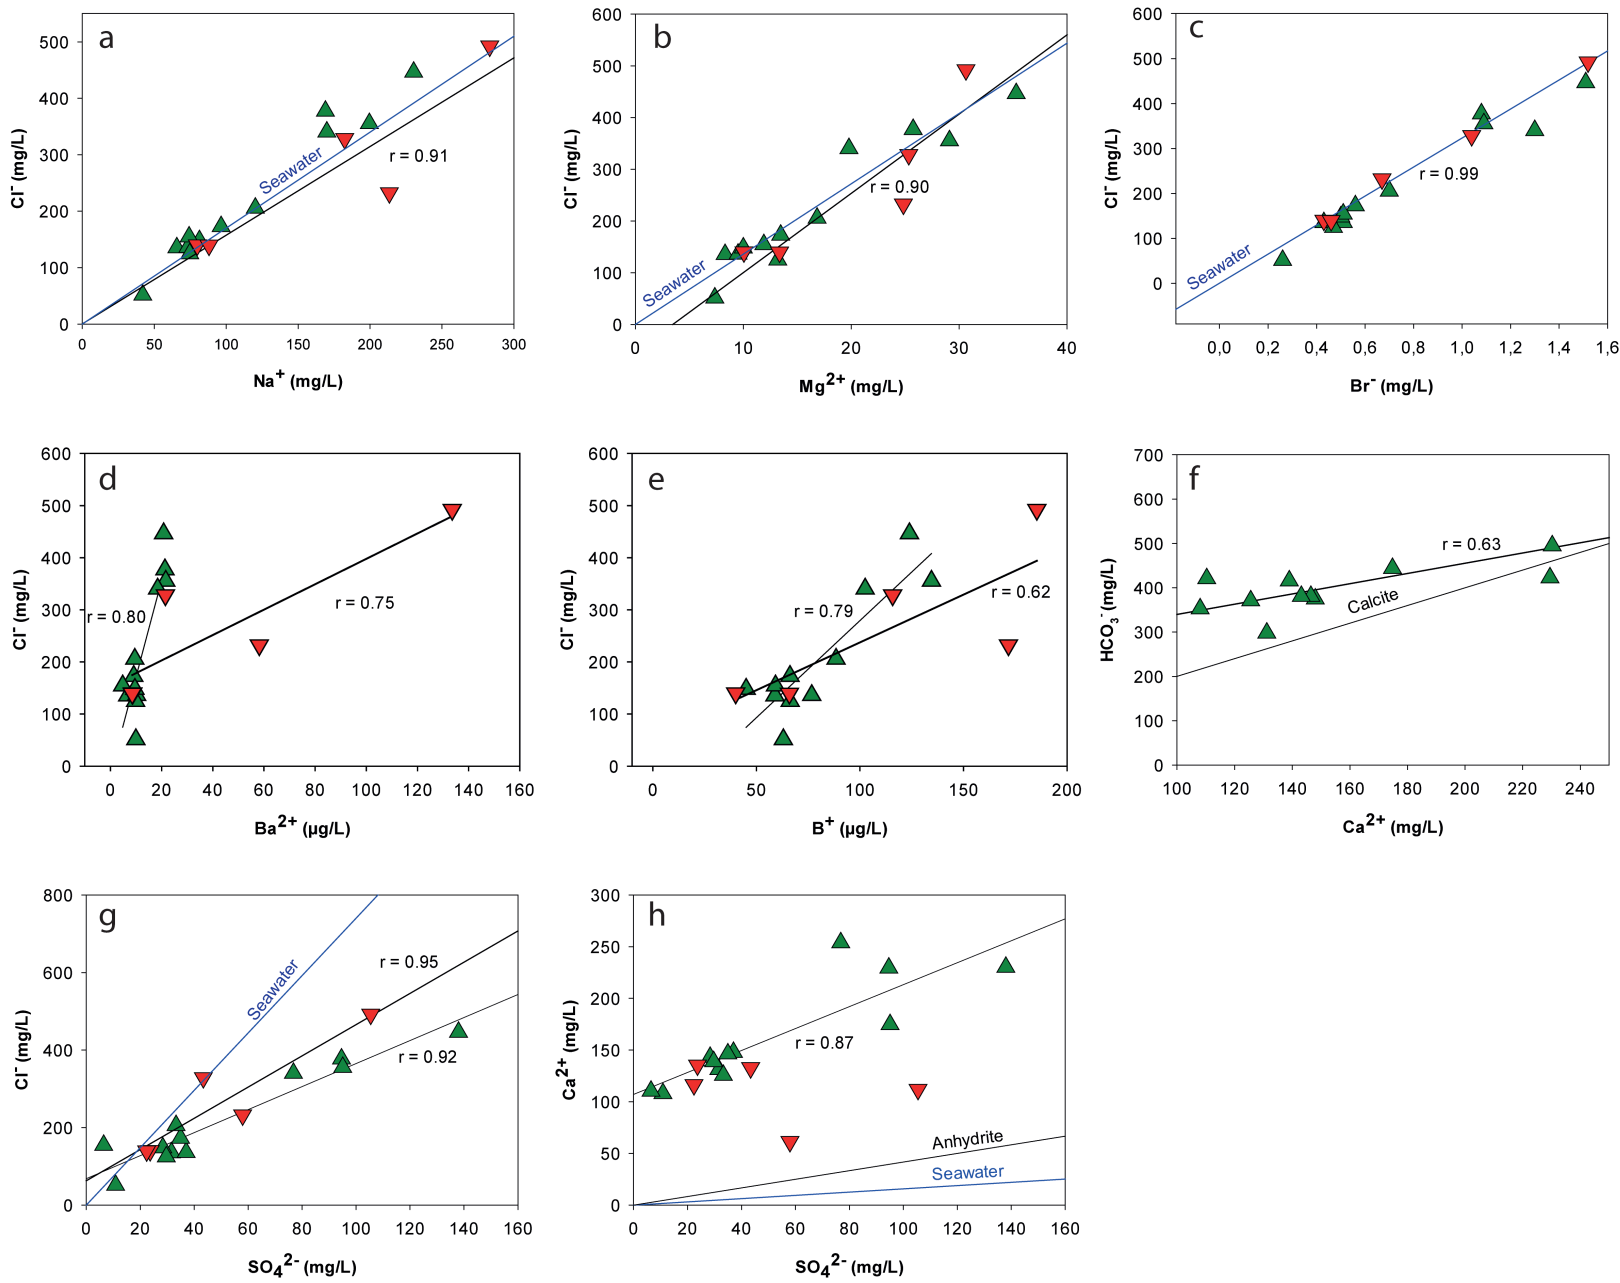 a
Cl⁻ (mg/L)
500
400
300
200
100
0
Seawater
r = 0.91
0 50 100 150 200 250 300
Na⁺ (mg/L)
b
Cl⁻ (mg/L)
600
500
400
300
200
100
0
Seawater
r = 0.90
0 10 20 30 40
Mg²⁺ (mg/L)
c
Cl⁻ (mg/L)
600
500
400
300
200
100
0
Seawater
r = 0.99
0,0 0,2 0,4 0,6 0,8 1,0 1,2 1,4 1,6
Br⁻ (mg/L)
d
Cl⁻ (mg/L)
600
500
400
300
200
100
0
r = 0.80
r = 0.75
0 20 40 60 80 100 120 140 160
Ba²⁺ (µg/L)
e
Cl⁻ (mg/L)
600
500
400
300
200
100
0
r = 0.79
r = 0.62
0 50 100 150 200
B⁺ (µg/L)
f
HCO₃⁻ (mg/L)
700
600
500
400
300
200
100
0
r = 0.63
Calcite
100 120 140 160 180 200 220 240
Ca²⁺ (mg/L)
g
Cl⁻ (mg/L)
800
600
400
200
0
Seawater
r = 0.95
r = 0.92
0 20 40 60 80 100 120 140 160
SO₄²⁻ (mg/L)
h
Ca²⁺ (mg/L)
300
250
200
150
100
50
0
r = 0.87
Anhydrite
Seawater
0 20 40 60 80 100 120 140 160
SO₄²⁻ (mg/L)